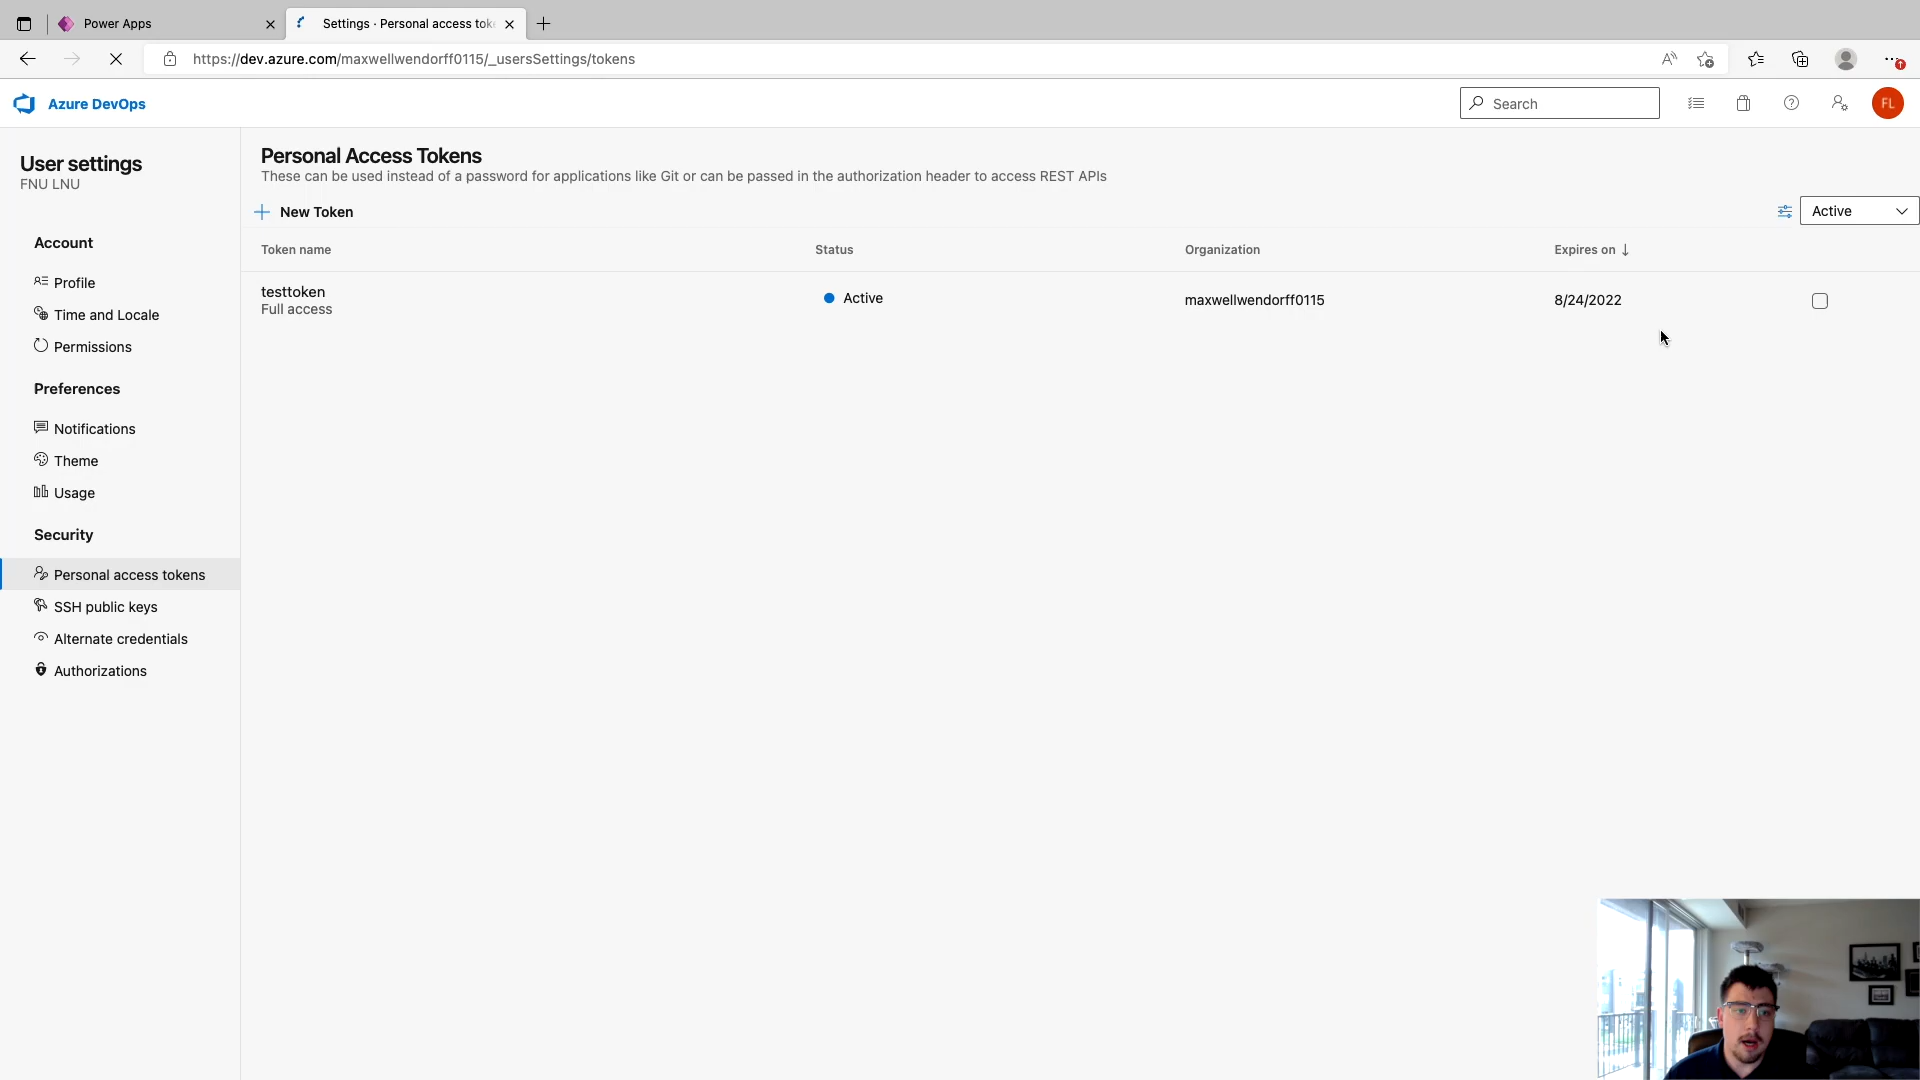 Power Apps
Settings · Personal access toke
https://dev.azure.com/maxwellwendorff0115/_usersSettings/tokens
Azure DevOps
Search
FL
User settings
FNU LNU
Account
Profile
Time and Locale
Permissions
Preferences
Notifications
Theme
Usage
Security
Personal access tokens
SSH public keys
Alternate credentials
Authorizations
Personal Access Tokens
These can be used instead of a password for applications like Git or can be passed in the authorization header to access REST APIs
New Token
Active
Token name Status Organization Expires on
testtoken
Full access
Active
maxwellwendorff0115
8/24/2022